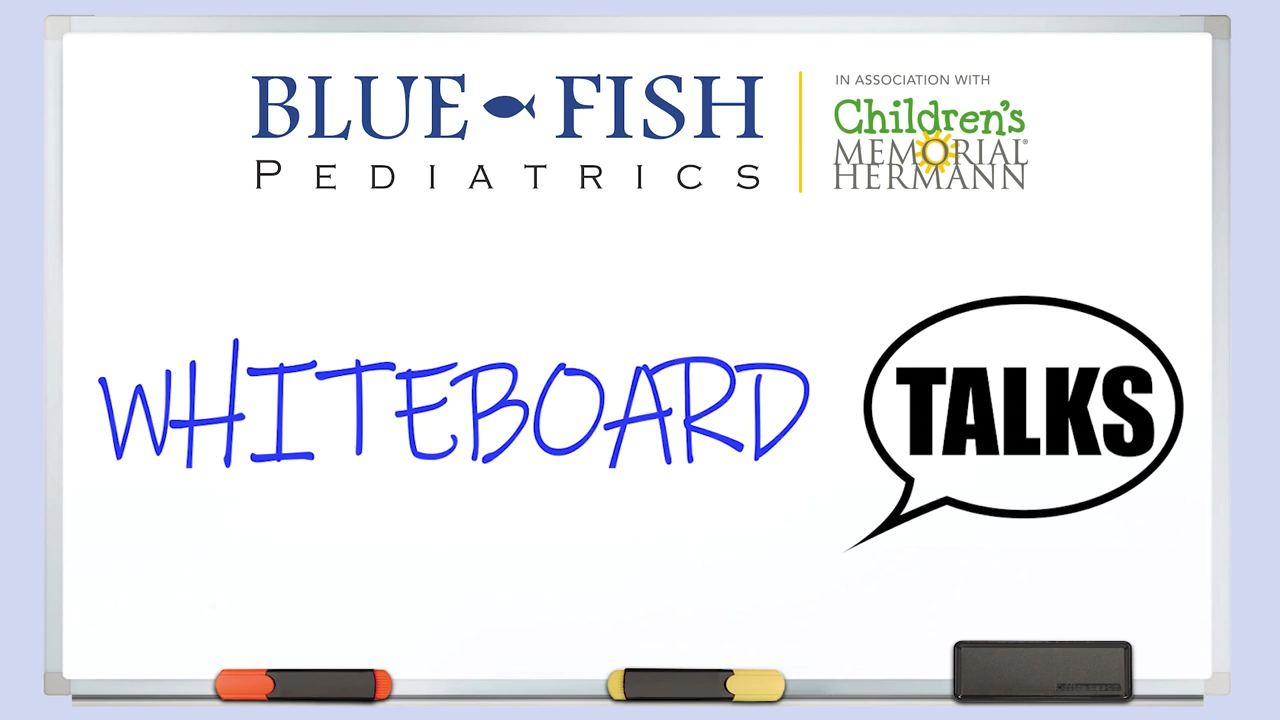 BLUE FISH
PEDIATRICS
IN ASSOCIATION WITH
Children's
MEMORIAL®
HERMANN
WHITEBOARD
TALKS